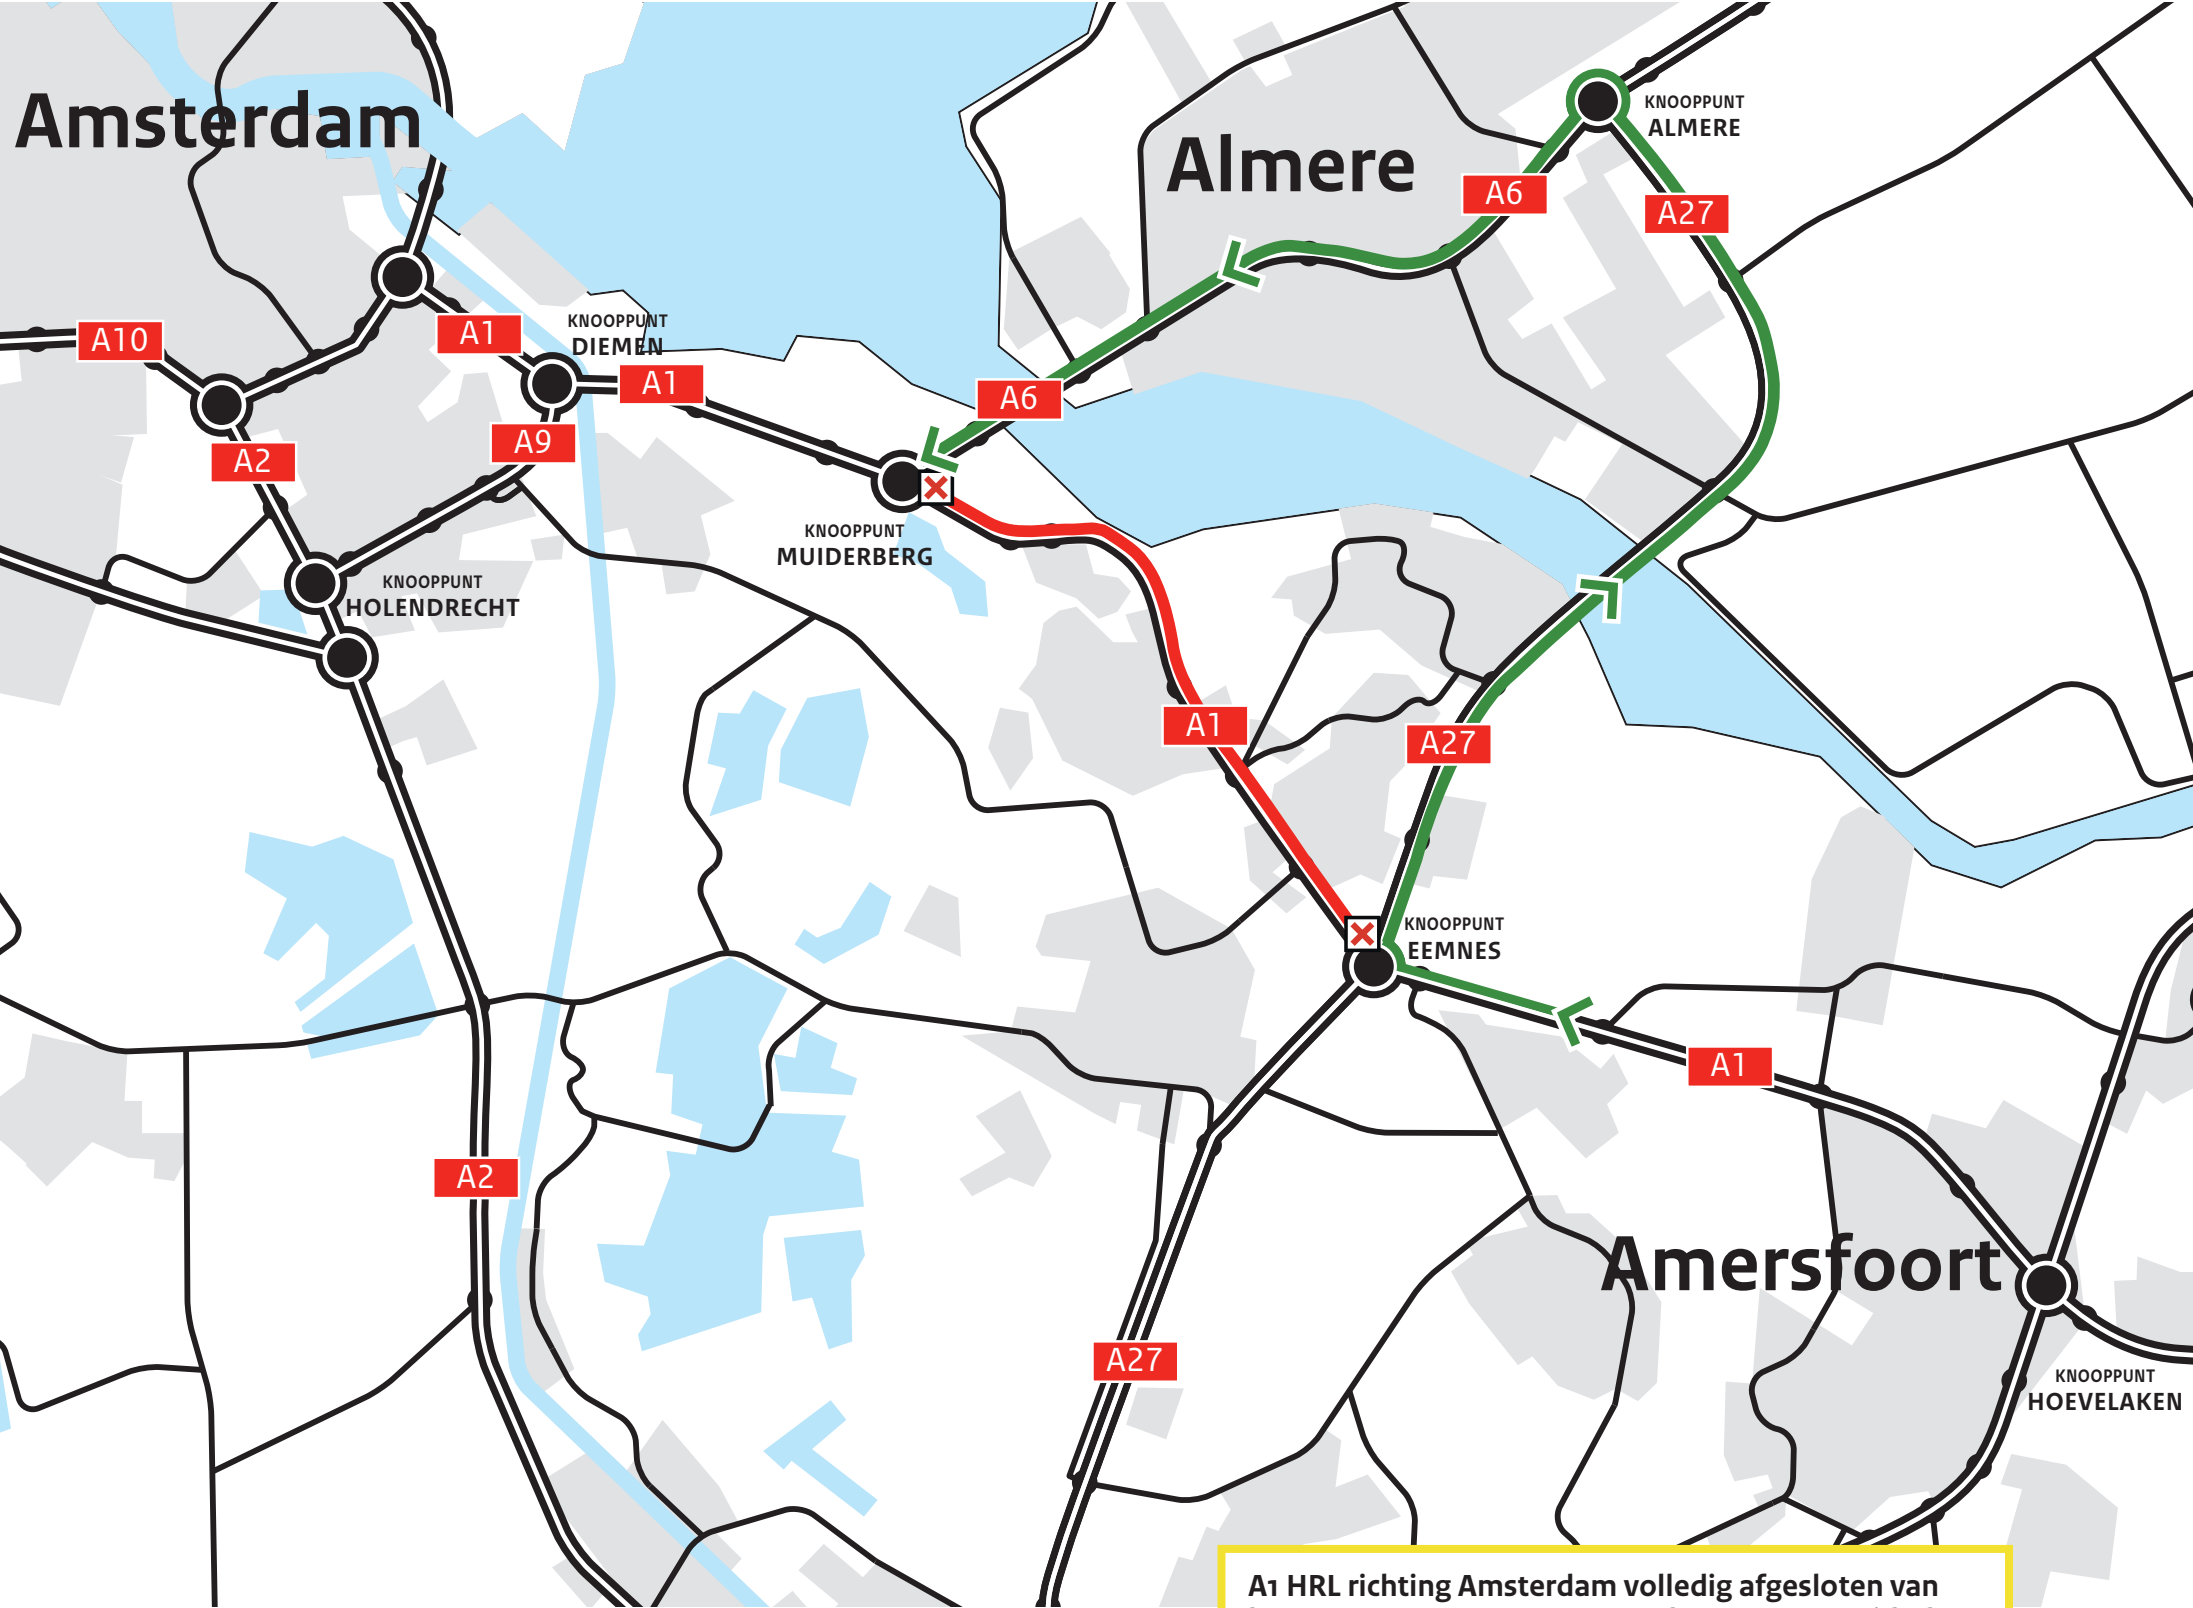 Amsterdam
KNOOPPUNT
ALMERE
Almere
A6
A27
KNOOPPUNT
DIEMEN
A10
A1
A1
A6
A9
A2
KNOOPPUNT
MUIDERBERG
KNOOPPUNT
HOLENDRECHT
A1
A27
KNOOPPUNT
EEMNES
A1
A2
Amersfoort
A27
KNOOPPUNT
HOEVELAKEN
A1 HRL richting Amsterdam volledig afgesloten van